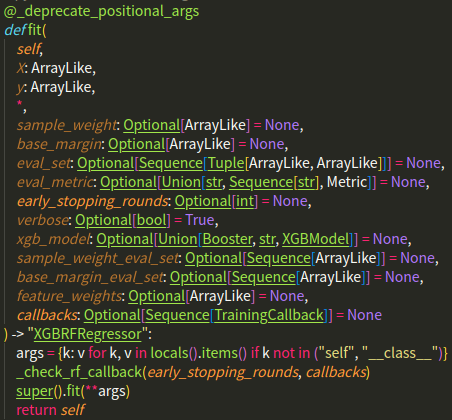 @_deprecate_positional_args
def fit(
self,
X: ArrayLike,
y: ArrayLike,
*,
sample_weight: Optional[ArrayLike] = None,
base_margin: Optional[ArrayLike] = None,
eval_set: Optional[Sequence[Tuple[ArrayLike, ArrayLike]]] = None,
eval_metric: Optional[Union[str, Sequence[str], Metric]] = None,
early_stopping_rounds: Optional[int] = None,
verbose: Optional[bool] = True,
xgb_model: Optional[Union[Booster, str, XGBModel]] = None,
sample_weight_eval_set: Optional[Sequence[ArrayLike]] = None,
base_margin_eval_set: Optional[Sequence[ArrayLike]] = None,
feature_weights: Optional[ArrayLike] = None,
callbacks: Optional[Sequence[TrainingCallback]] = None
) -> "XGBRFRegressor":
args = {k: v for k, v in locals().items() if k not in ("self", "__class__")}
_check_rf_callback(early_stopping_rounds, callbacks)
super().fit(**args)
return self